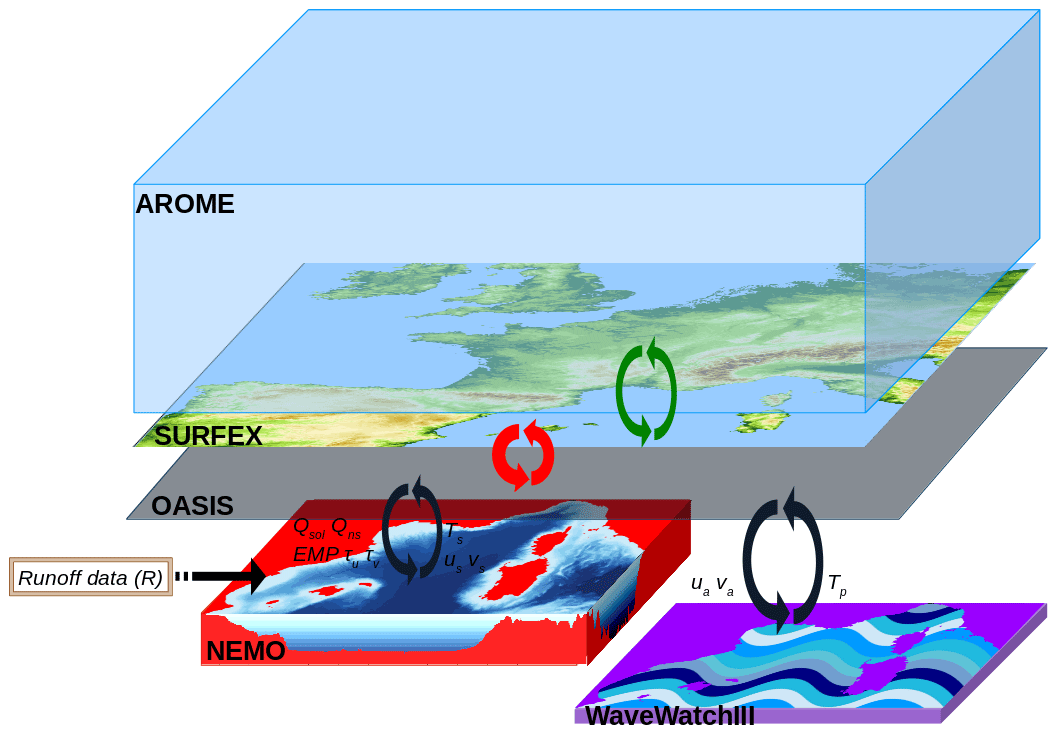 AROME
SURFEX
OASIS
Q_sol Q_ns
EMP τ_u τ_v
T_s
u_s v_s
Runoff data (R)
u_a v_a
T_p
NEMO
WaveWatchIII